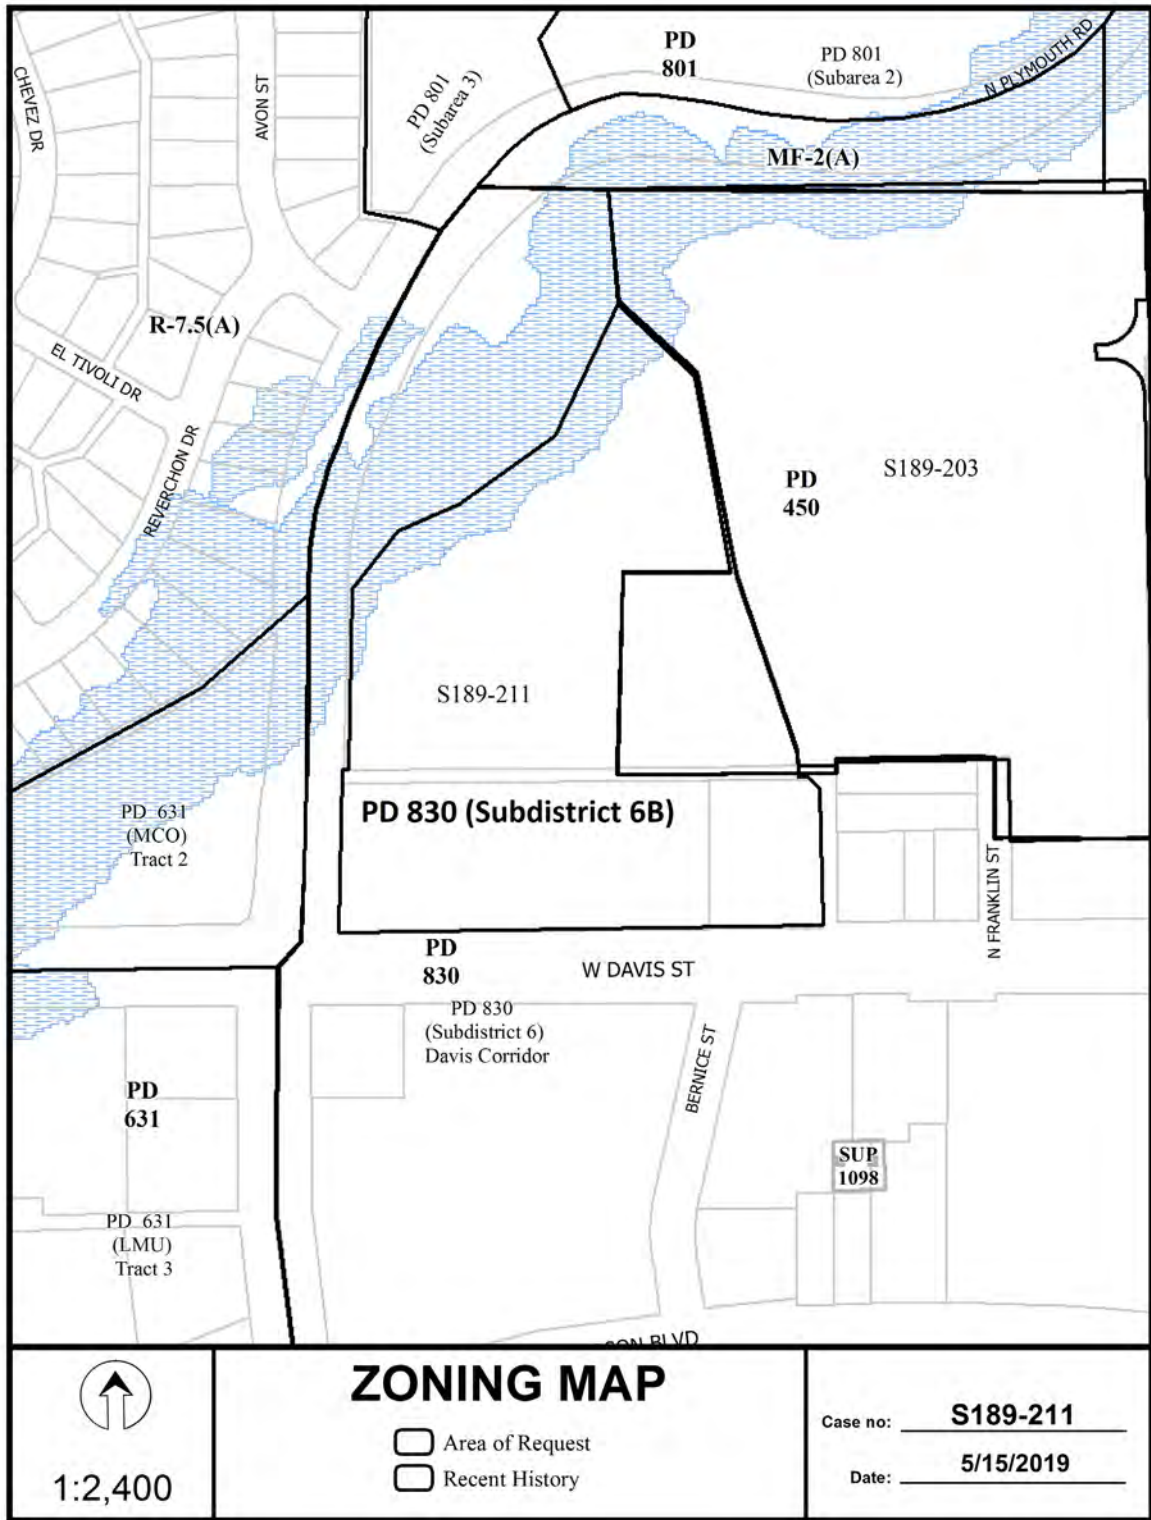 PD
801
PD 801
(Subarea 2)
N PLYMOUTH RD
PD 801
(Subarea 3)
CHEVEZ DR
AVON ST
MF-2(A)
R-7.5(A)
EL TIVOLI DR
REVERCHON DR
S189-203
PD
450
S189-211
PD 830 (Subdistrict 6B)
PD 631
(MCO)
Tract 2
N FRANKLIN ST
PD
830
W DAVIS ST
PD 830
(Subdistrict 6)
Davis Corridor
BERNICE ST
PD
631
SUP
1098
PD 631
(LMU)
Tract 3
SON BLVD
1:2,400
ZONING MAP
Area of Request
Recent History
Case no: S189-211
Date: 5/15/2019